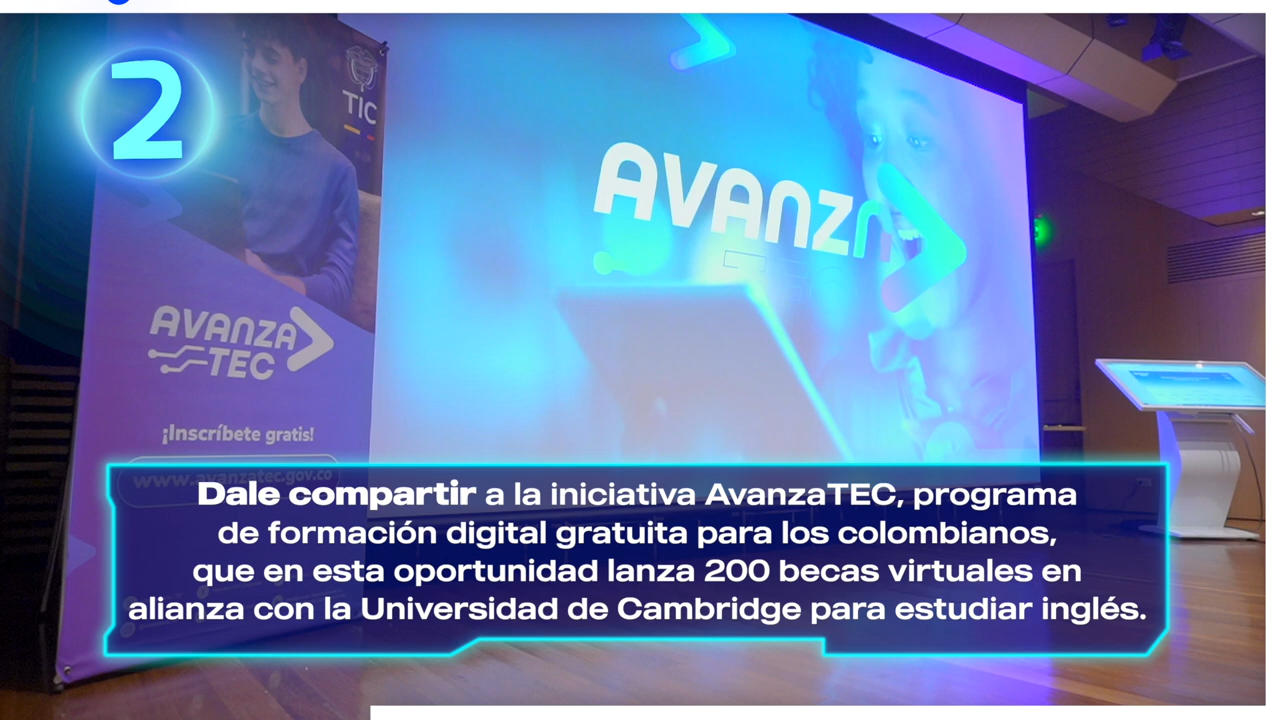 2
TIC
AVANZA
AVANZA
TEC
¡Inscríbete gratis!
www.avanzatec.gov.co
Dale compartir a la iniciativa AvanzaTEC, programa
de formación digital gratuita para los colombianos,
que en esta oportunidad lanza 200 becas virtuales en
alianza con la Universidad de Cambridge para estudiar inglés.